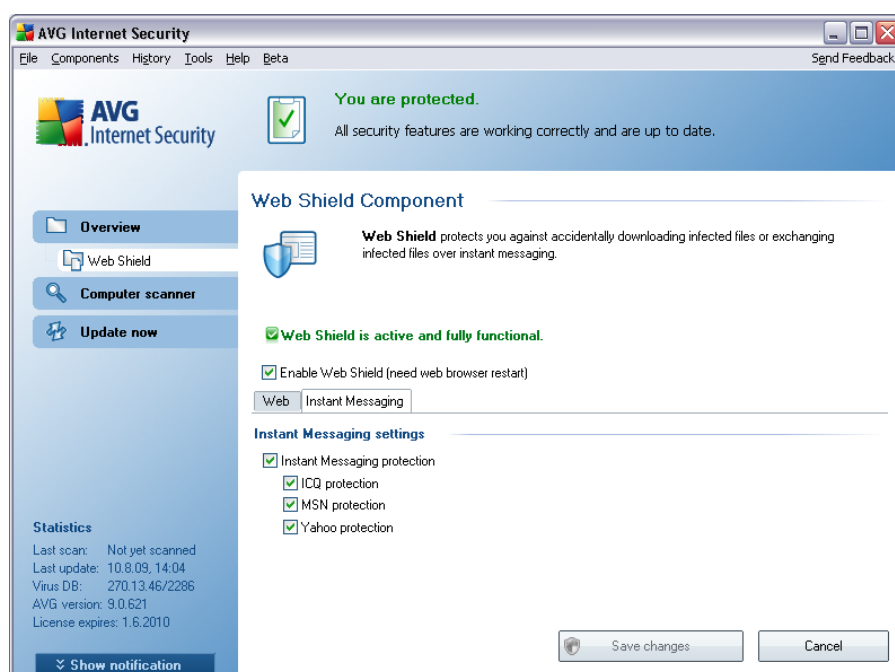 AVG Internet Security
File Components History Tools Help Beta Send Feedback
AVG
Internet Security
You are protected.
All security features are working correctly and are up to date.
Overview
Web Shield
Computer scanner
Update now
Web Shield Component
Web Shield protects you against accidentally downloading infected files or exchanging
infected files over instant messaging.
Web Shield is active and fully functional.
Enable Web Shield (need web browser restart)
Web Instant Messaging
Instant Messaging settings
Instant Messaging protection
ICQ protection
MSN protection
Yahoo protection
Statistics
Last scan: Not yet scanned
Last update: 10.8.09, 14:04
Virus DB: 270.13.46/2286
AVG version: 9.0.621
License expires: 1.6.2010
Show notification
Save changes Cancel